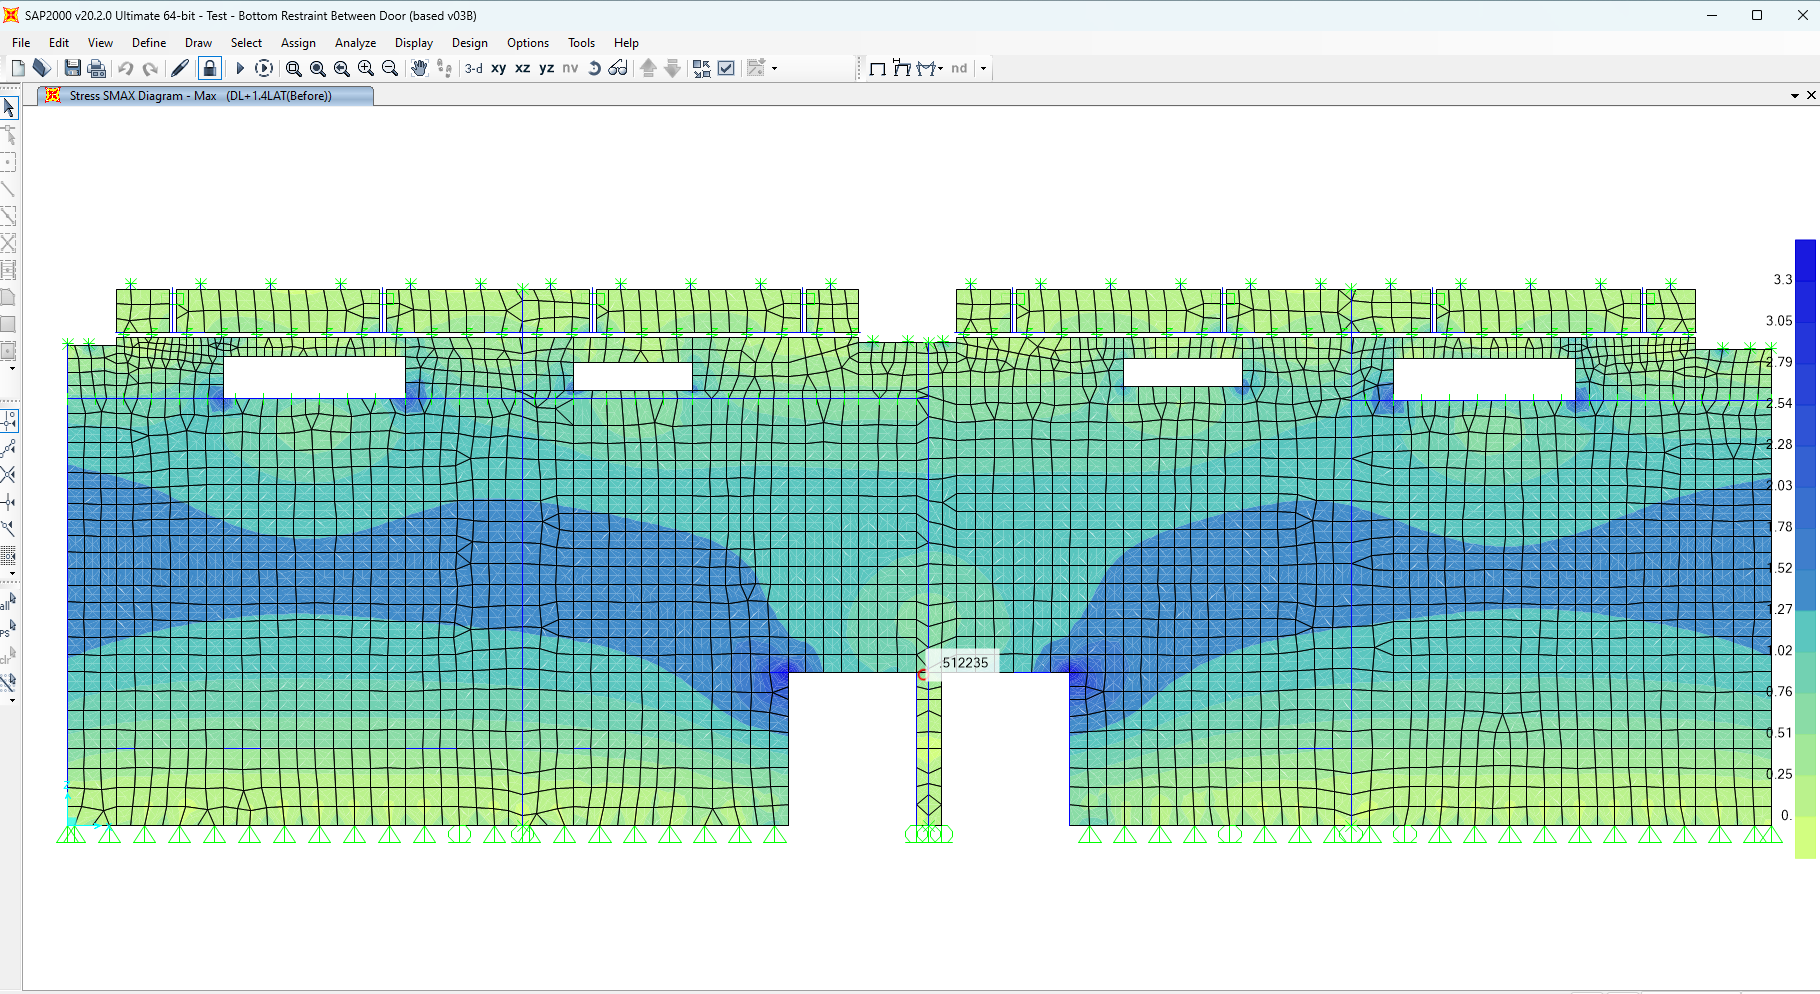 SAP2000 v20.2.0 Ultimate 64-bit - Test - Bottom Restraint Between Door (based v03B)
File Edit View Define Draw Select Assign Analyze Display Design Options Tools Help
3-d xy xz yz nv nd
Stress SMAX Diagram - Max (DL+1.4LAT(Before))
3.3
3.05
2.79
2.54
2.28
2.03
1.78
1.52
1.27
1.02
0.76
0.51
0.25
0.
.512235
all
PS
clr